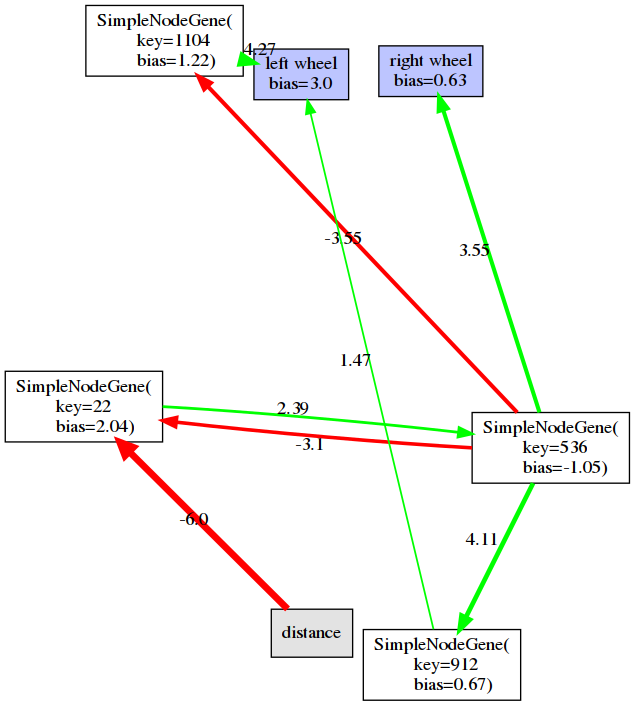 SimpleNodeGene(
key=1104
bias=1.22)
4.27
left wheel
bias=3.0
right wheel
bias=0.63
-3.55
3.55
1.47
SimpleNodeGene(
key=22
bias=2.04)
2.39
-3.1
SimpleNodeGene(
key=536
bias=-1.05)
-6.0
4.11
distance
SimpleNodeGene(
key=912
bias=0.67)